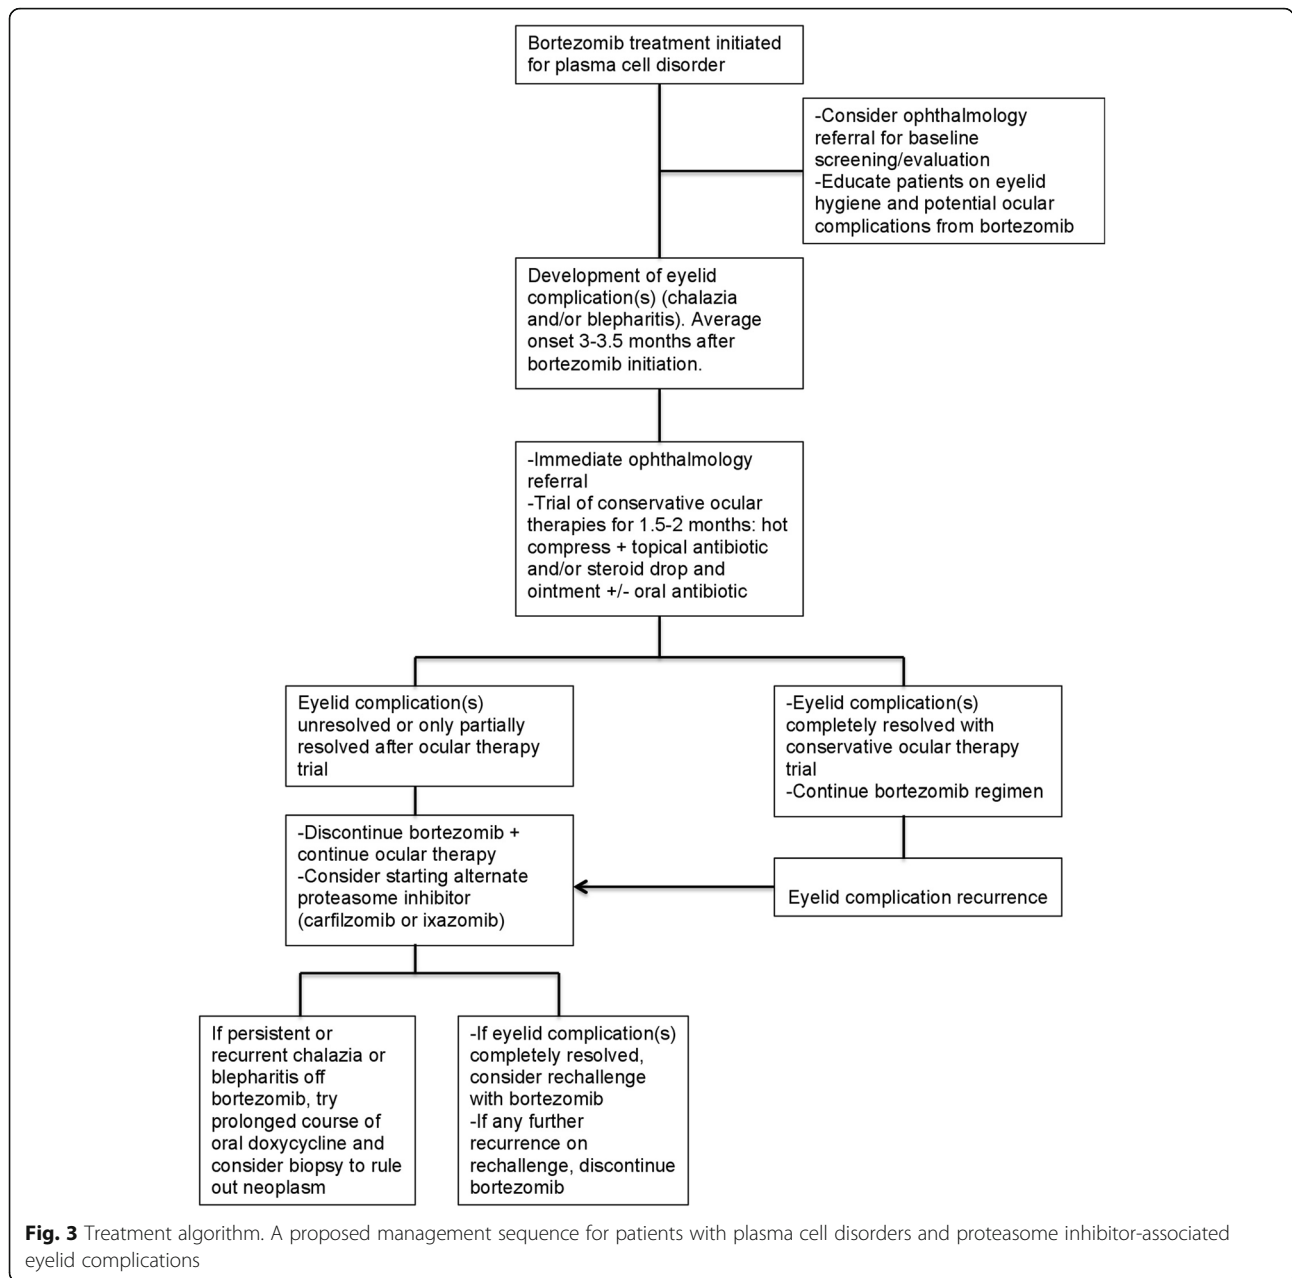 Bortezomib treatment initiated
for plasma cell disorder
-Consider ophthalmology
referral for baseline
screening/evaluation
-Educate patients on eyelid
hygiene and potential ocular
complications from bortezomib
Development of eyelid
complication(s) (chalazia
and/or blepharitis). Average
onset 3-3.5 months after
bortezomib initiation.
-Immediate ophthalmology
referral
-Trial of conservative ocular
therapies for 1.5-2 months: hot
compress + topical antibiotic
and/or steroid drop and
ointment +/- oral antibiotic
Eyelid complication(s)
unresolved or only partially
resolved after ocular therapy
trial
-Eyelid complication(s)
completely resolved with
conservative ocular therapy
trial
-Continue bortezomib regimen
-Discontinue bortezomib +
continue ocular therapy
-Consider starting alternate
proteasome inhibitor
(carfilzomib or ixazomib)
Eyelid complication recurrence
If persistent or
recurrent chalazia or
blepharitis off
bortezomib, try
prolonged course of
oral doxycycline and
consider biopsy to rule
out neoplasm
-If eyelid complication(s)
completely resolved,
consider rechallenge
with bortezomib
-If any further
recurrence on
rechallenge, discontinue
bortezomib
Fig. 3 Treatment algorithm. A proposed management sequence for patients with plasma cell disorders and proteasome inhibitor-associated
eyelid complications